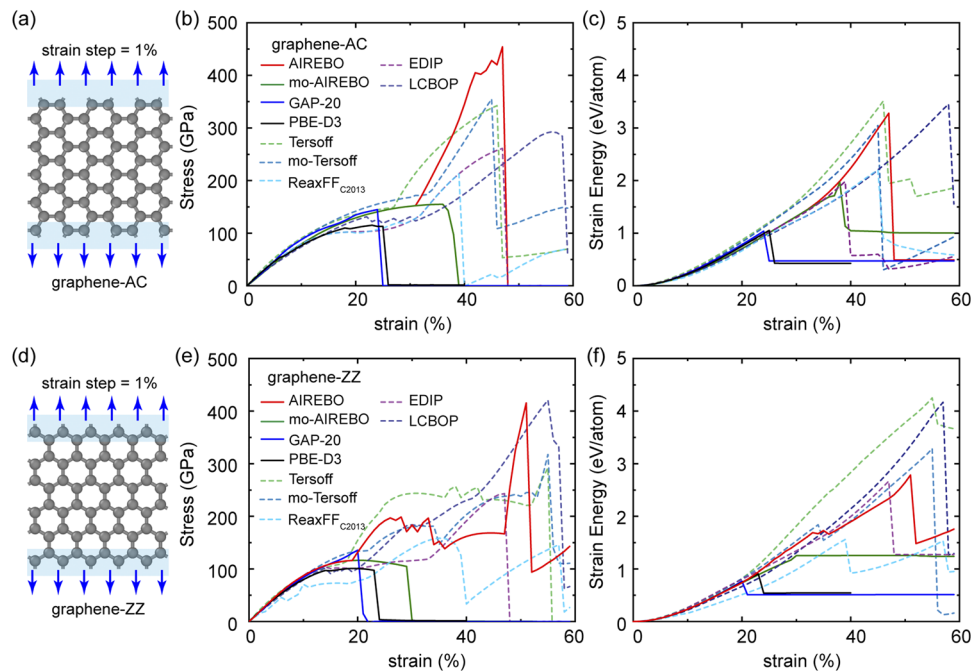 (a)
strain step = 1%
graphene-AC
(b)
500
400
300
200
100
0
Stress (GPa)
graphene-AC
AIREBO
mo-AIREBO
GAP-20
PBE-D3
Tersoff
mo-Tersoff
ReaxFFC2013
EDIP
LCBOP
0 20 40 60
strain (%)
(c)
5
4
3
2
1
0
Strain Energy (eV/atom)
0 20 40 60
strain (%)
(d)
strain step = 1%
graphene-ZZ
(e)
500
400
300
200
100
0
Stress (GPa)
graphene-ZZ
AIREBO
mo-AIREBO
GAP-20
PBE-D3
Tersoff
mo-Tersoff
ReaxFFC2013
EDIP
LCBOP
0 20 40 60
strain (%)
(f)
5
4
3
2
1
0
Strain Energy (eV/atom)
0 20 40 60
strain (%)